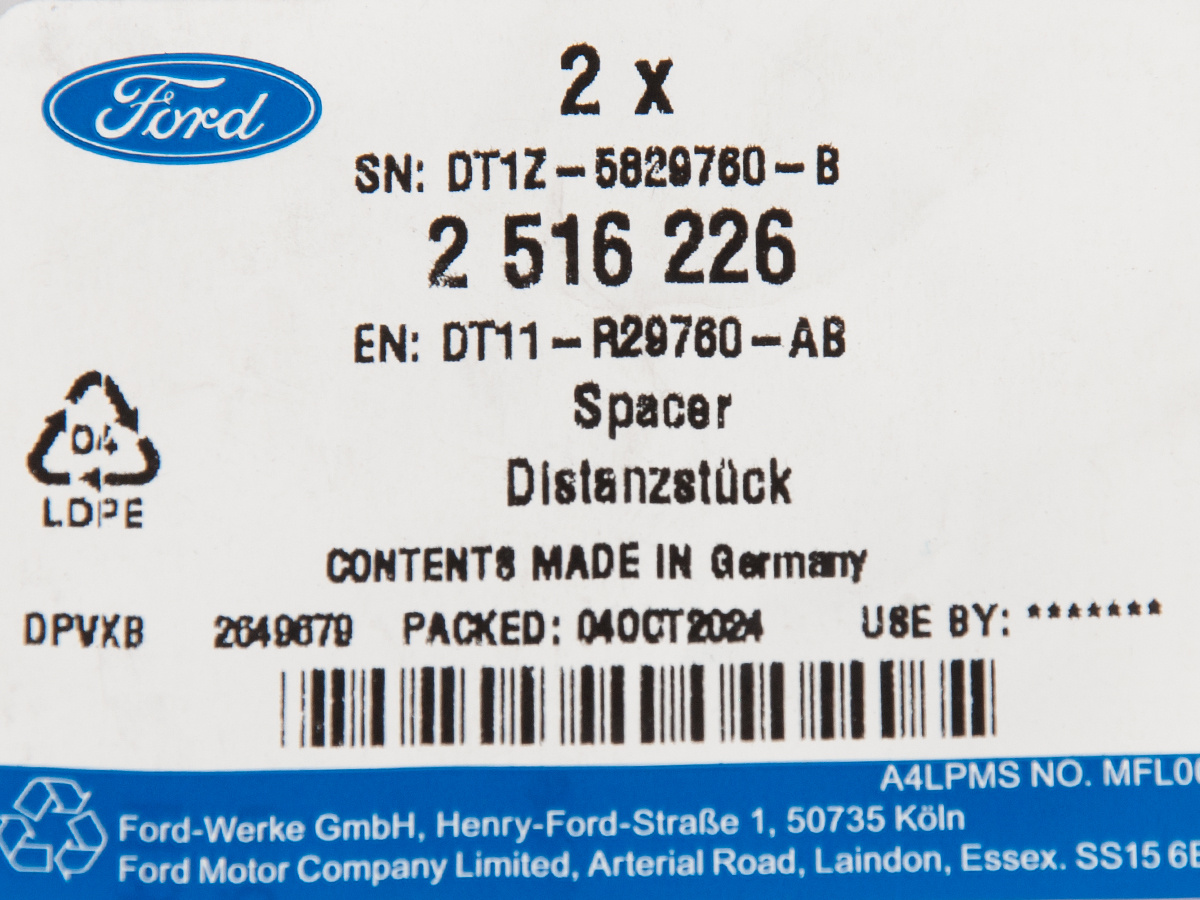 Ford
2 x
SN: DT1Z-5829760-B
2 516 226
EN: DT11-R29760-AB
Spacer
04
LDPE
Distanzstück
CONTENTS MADE IN Germany
DPVXB 2649679 PACKED: 04OCT2024 USE BY: *******
A4LPMS NO. MFL00
Ford-Werke GmbH, Henry-Ford-Straße 1, 50735 Köln
Ford Motor Company Limited, Arterial Road, Laindon, Essex. SS15 6E